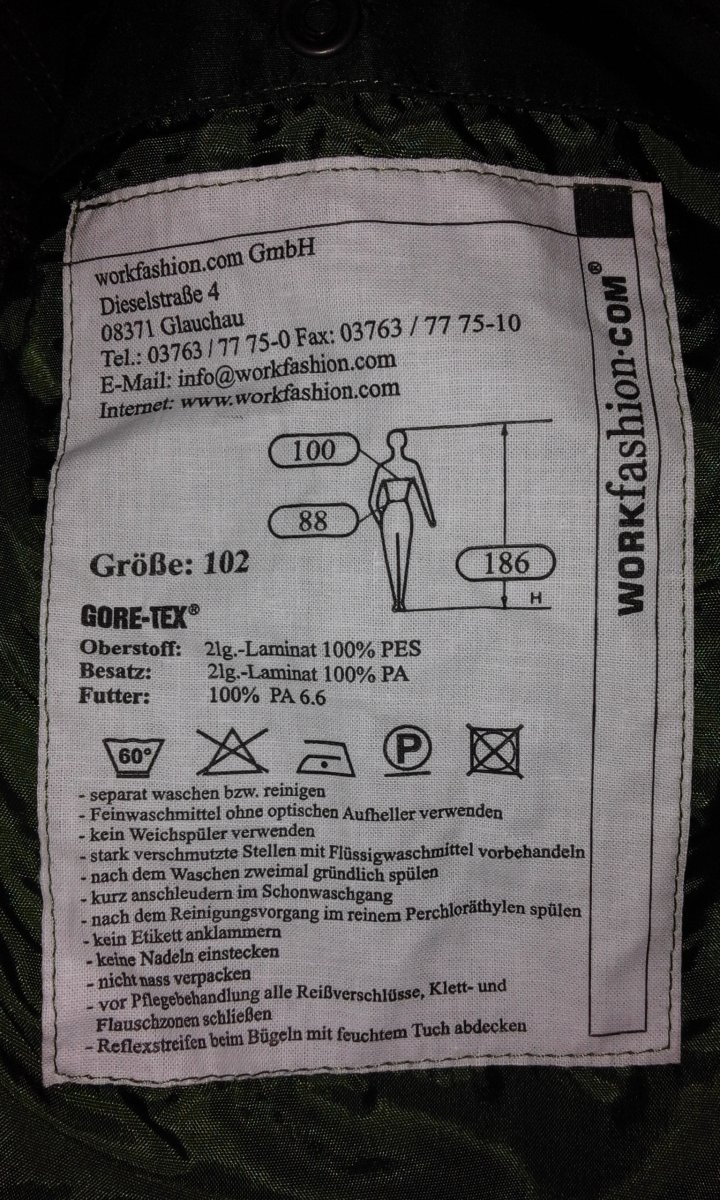 workfashion.com GmbH
Dieselstraße 4
08371 Glauchau
Tel.: 03763 / 77 75-0 Fax: 03763 / 77 75-10
E-Mail: info@workfashion.com
Internet: www.workfashion.com
100
88
186
H
Größe: 102
GORE-TEX®
Oberstoff: 2lg.-Laminat 100% PES
Besatz: 2lg.-Laminat 100% PA
Futter: 100% PA 6.6
60°
P
- separat waschen bzw. reinigen
- Feinwaschmittel ohne optischen Aufheller verwenden
- kein Weichspüler verwenden
- stark verschmutzte Stellen mit Flüssigwaschmittel vorbehandeln
- nach dem Waschen zweimal gründlich spülen
- kurz anschleudern im Schonwaschgang
- nach dem Reinigungsvorgang im reinem Perchloräthylen spülen
- kein Etikett anklammern
- keine Nadeln einstecken
- nicht nass verpacken
- vor Pflegebehandlung alle Reißverschlüsse, Klett- und
Flauschzonen schließen
- Reflexstreifen beim Bügeln mit feuchtem Tuch abdecken
WORKfashion.COM®